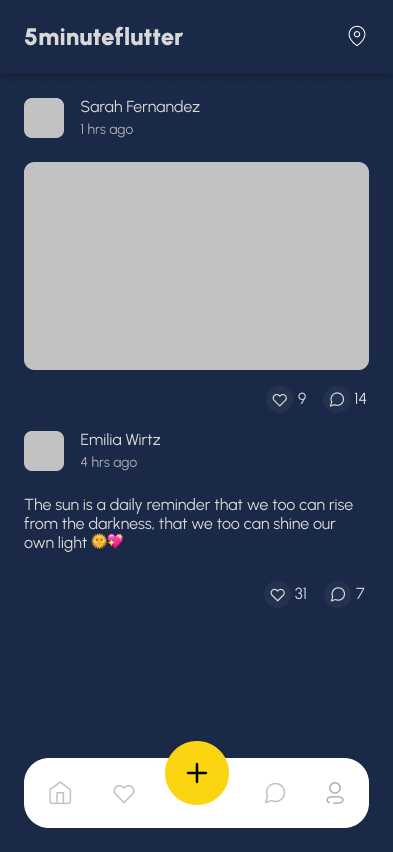 5minuteflutter
Sarah Fernandez
1 hrs ago
9 14
Emilia Wirtz
4 hrs ago
The sun is a daily reminder that we too can rise
from the darkness, that we too can shine our
own light 🌞💖
31 7